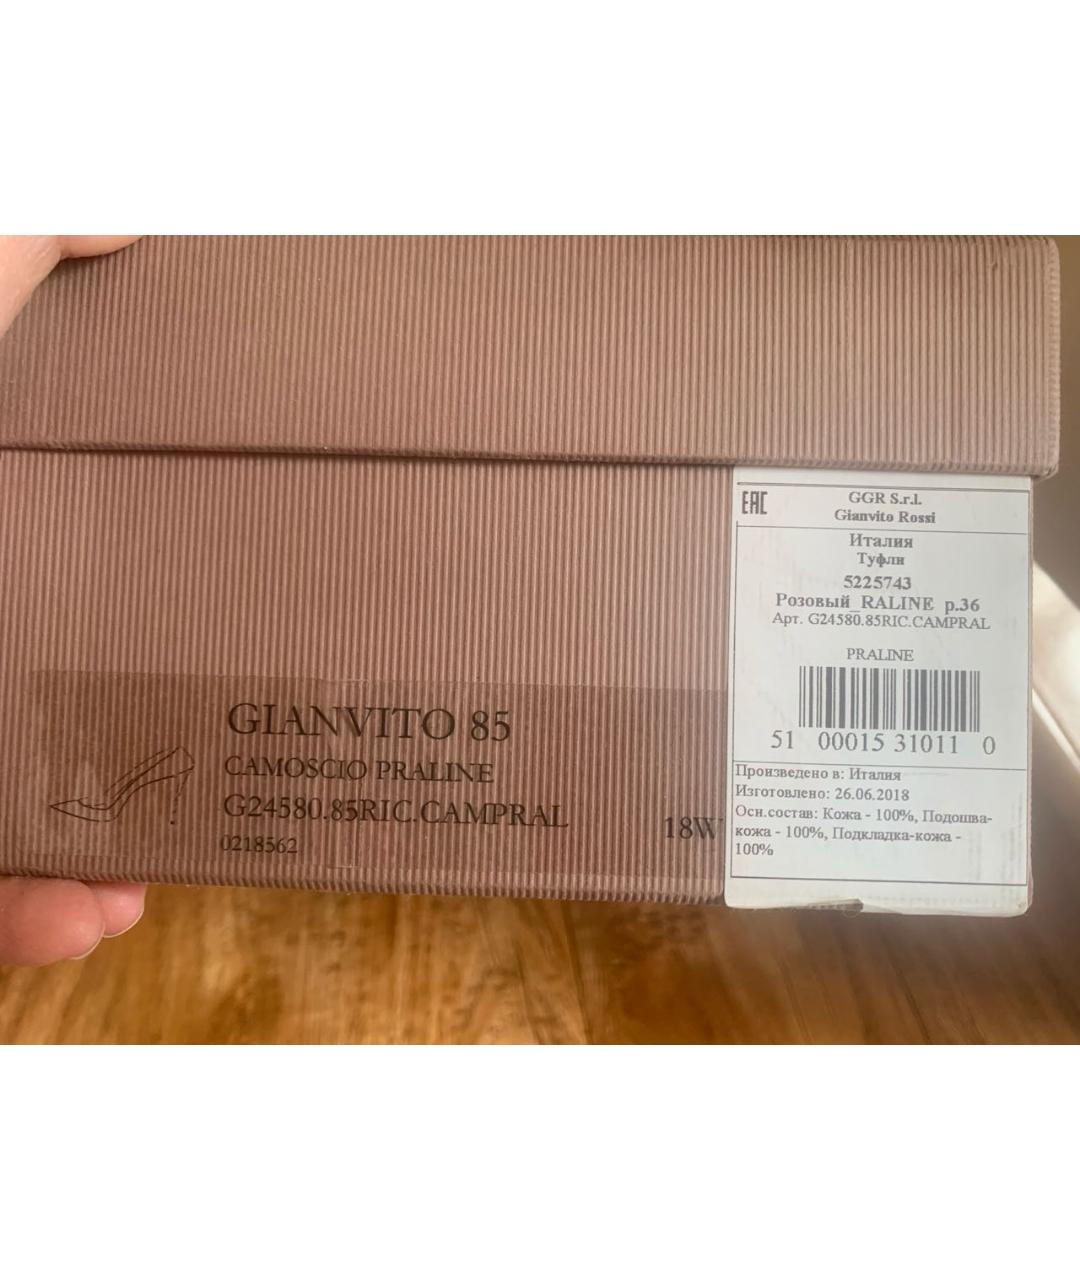 GIANVITO 85
CAMOSCIO PRALINE
G24580.85RIC.CAMPRAL
0218562
18W
EAC
GGR S.r.l.
Gianvito Rossi
Италия
Туфли
5225743
Розовый_RALINE р.36
Арт. G24580.85RIC.CAMPRAL
PRALINE
51 00015 31011 0
Произведено в: Италия
Изготовлено: 26.06.2018
Осн.состав: Кожа - 100%, Подошва-
кожа - 100%, Подкладка-кожа -
100%